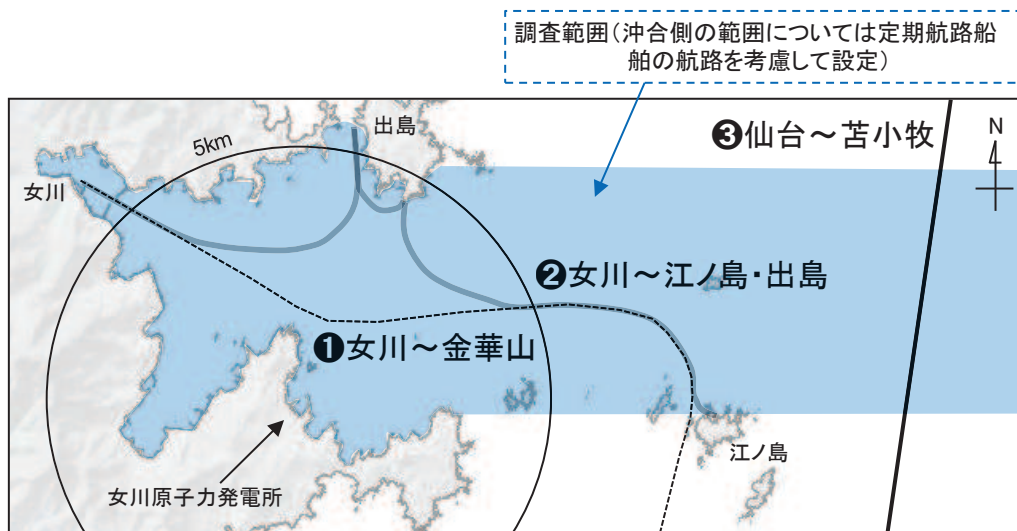 調査範囲（沖合側の範囲については定期航路船
舶の航路を考慮して設定）
出島
5km
❸仙台～苫小牧
N
女川
❷女川～江ノ島・出島
❶女川～金華山
江ノ島
女川原子力発電所